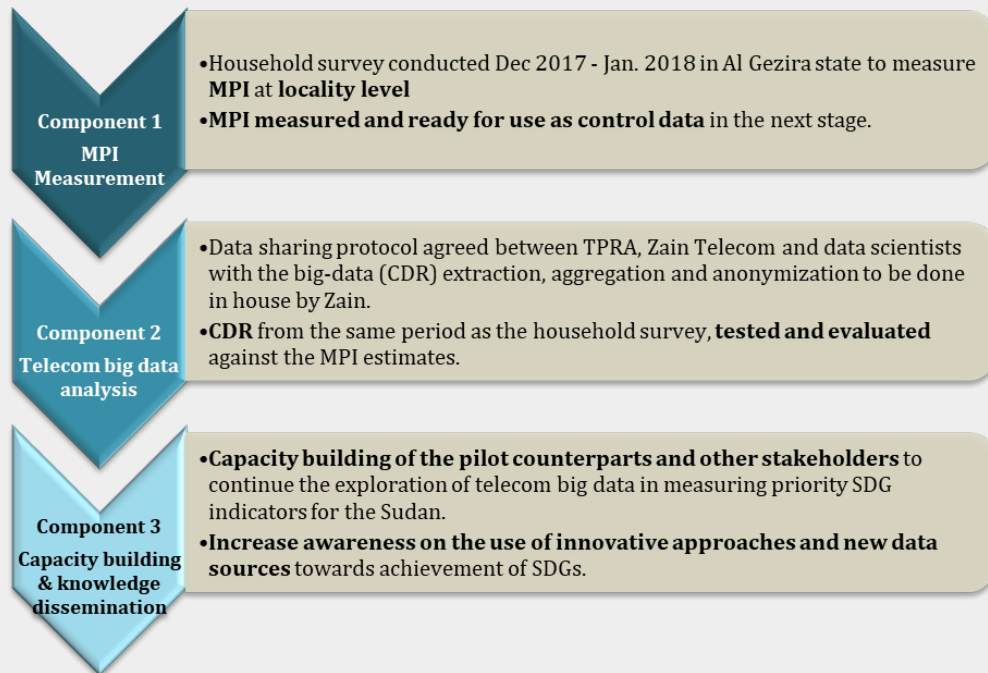 Component 1
MPI
Measurement
•Household survey conducted Dec 2017 - Jan. 2018 in Al Gezira state to measure
MPI at locality level
•MPI measured and ready for use as control data in the next stage.
Component 2
Telecom big data
analysis
•Data sharing protocol agreed between TPRA, Zain Telecom and data scientists
with the big-data (CDR) extraction, aggregation and anonymization to be done
in house by Zain.
•CDR from the same period as the household survey, tested and evaluated
against the MPI estimates.
Component 3
Capacity building
& knowledge
dissemination
•Capacity building of the pilot counterparts and other stakeholders to
continue the exploration of telecom big data in measuring priority SDG
indicators for the Sudan.
•Increase awareness on the use of innovative approaches and new data
sources towards achievement of SDGs.